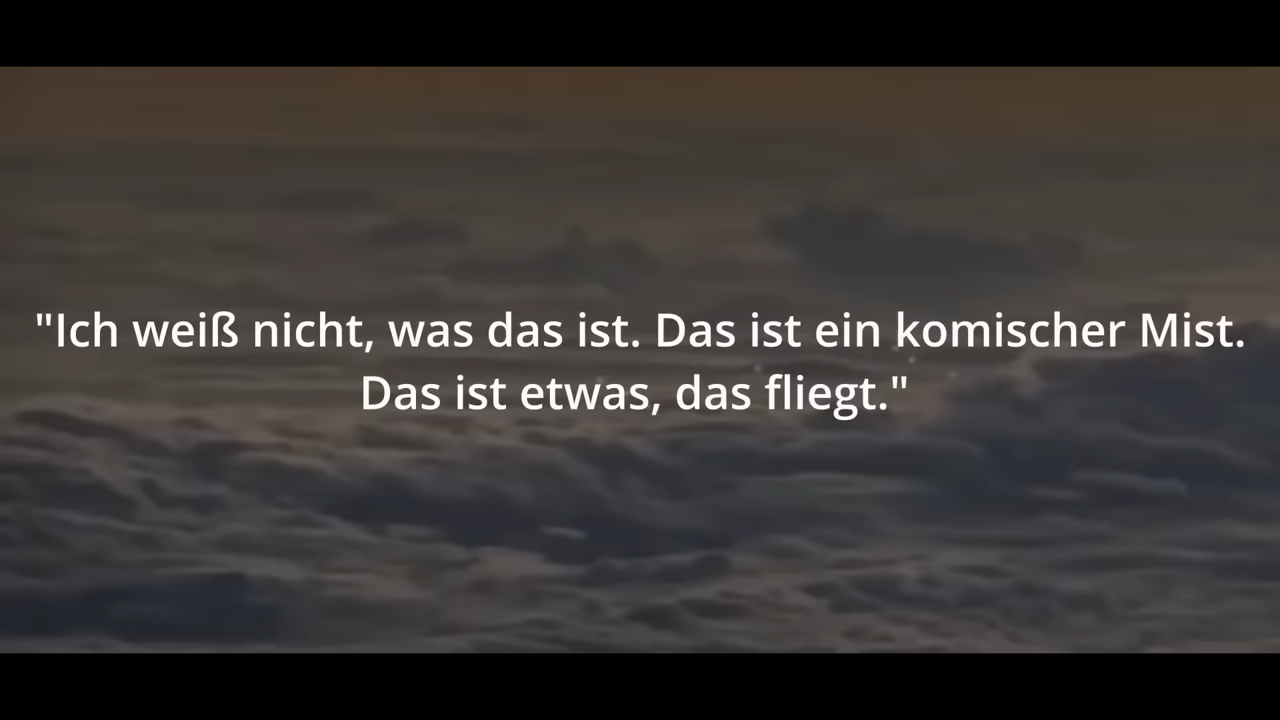 "Ich weiß nicht, was das ist. Das ist ein komischer Mist.
Das ist etwas, das fliegt."